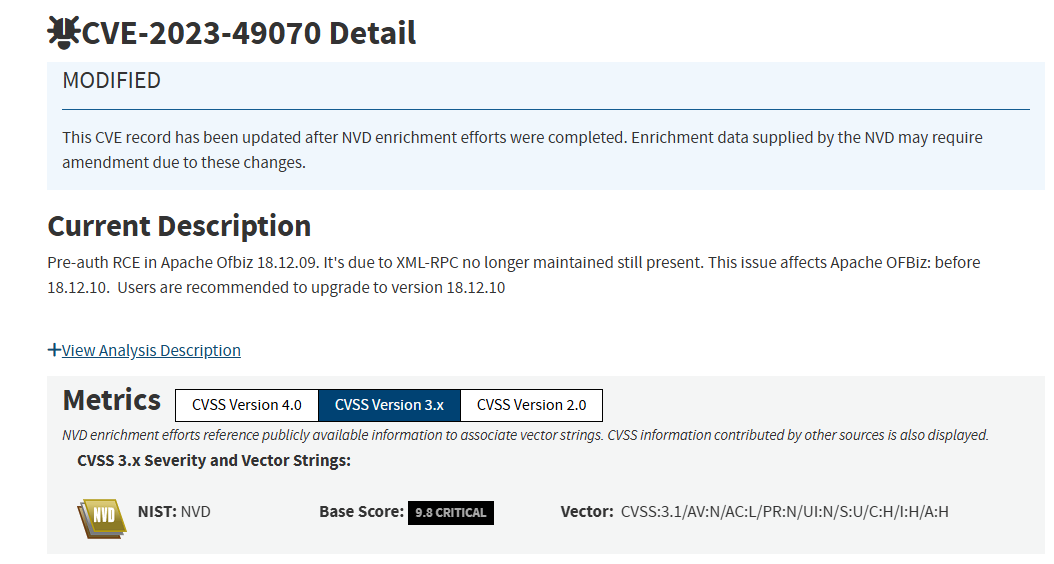 CVE-2023-49070 Detail
MODIFIED
This CVE record has been updated after NVD enrichment efforts were completed. Enrichment data supplied by the NVD may require
amendment due to these changes.
Current Description
Pre-auth RCE in Apache Ofbiz 18.12.09. It's due to XML-RPC no longer maintained still present. This issue affects Apache OFBiz: before
18.12.10.  Users are recommended to upgrade to version 18.12.10
+View Analysis Description
Metrics CVSS Version 4.0 CVSS Version 3.x CVSS Version 2.0
NVD enrichment efforts reference publicly available information to associate vector strings. CVSS information contributed by other sources is also displayed.
CVSS 3.x Severity and Vector Strings:
NVD NIST: NVD Base Score: 9.8 CRITICAL Vector: CVSS:3.1/AV:N/AC:L/PR:N/UI:N/S:U/C:H/I:H/A:H